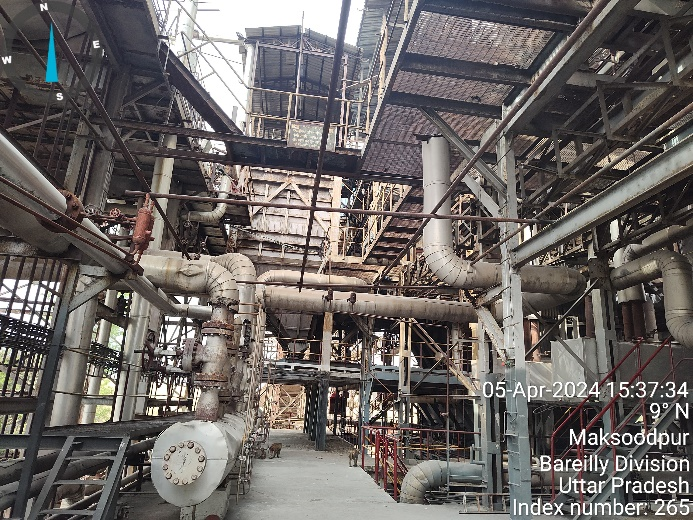 N
E
W
S
05-Apr-2024 15:37:34
9° N
Maksoodpur
Bareilly Division
Uttar Pradesh
Index number: 265